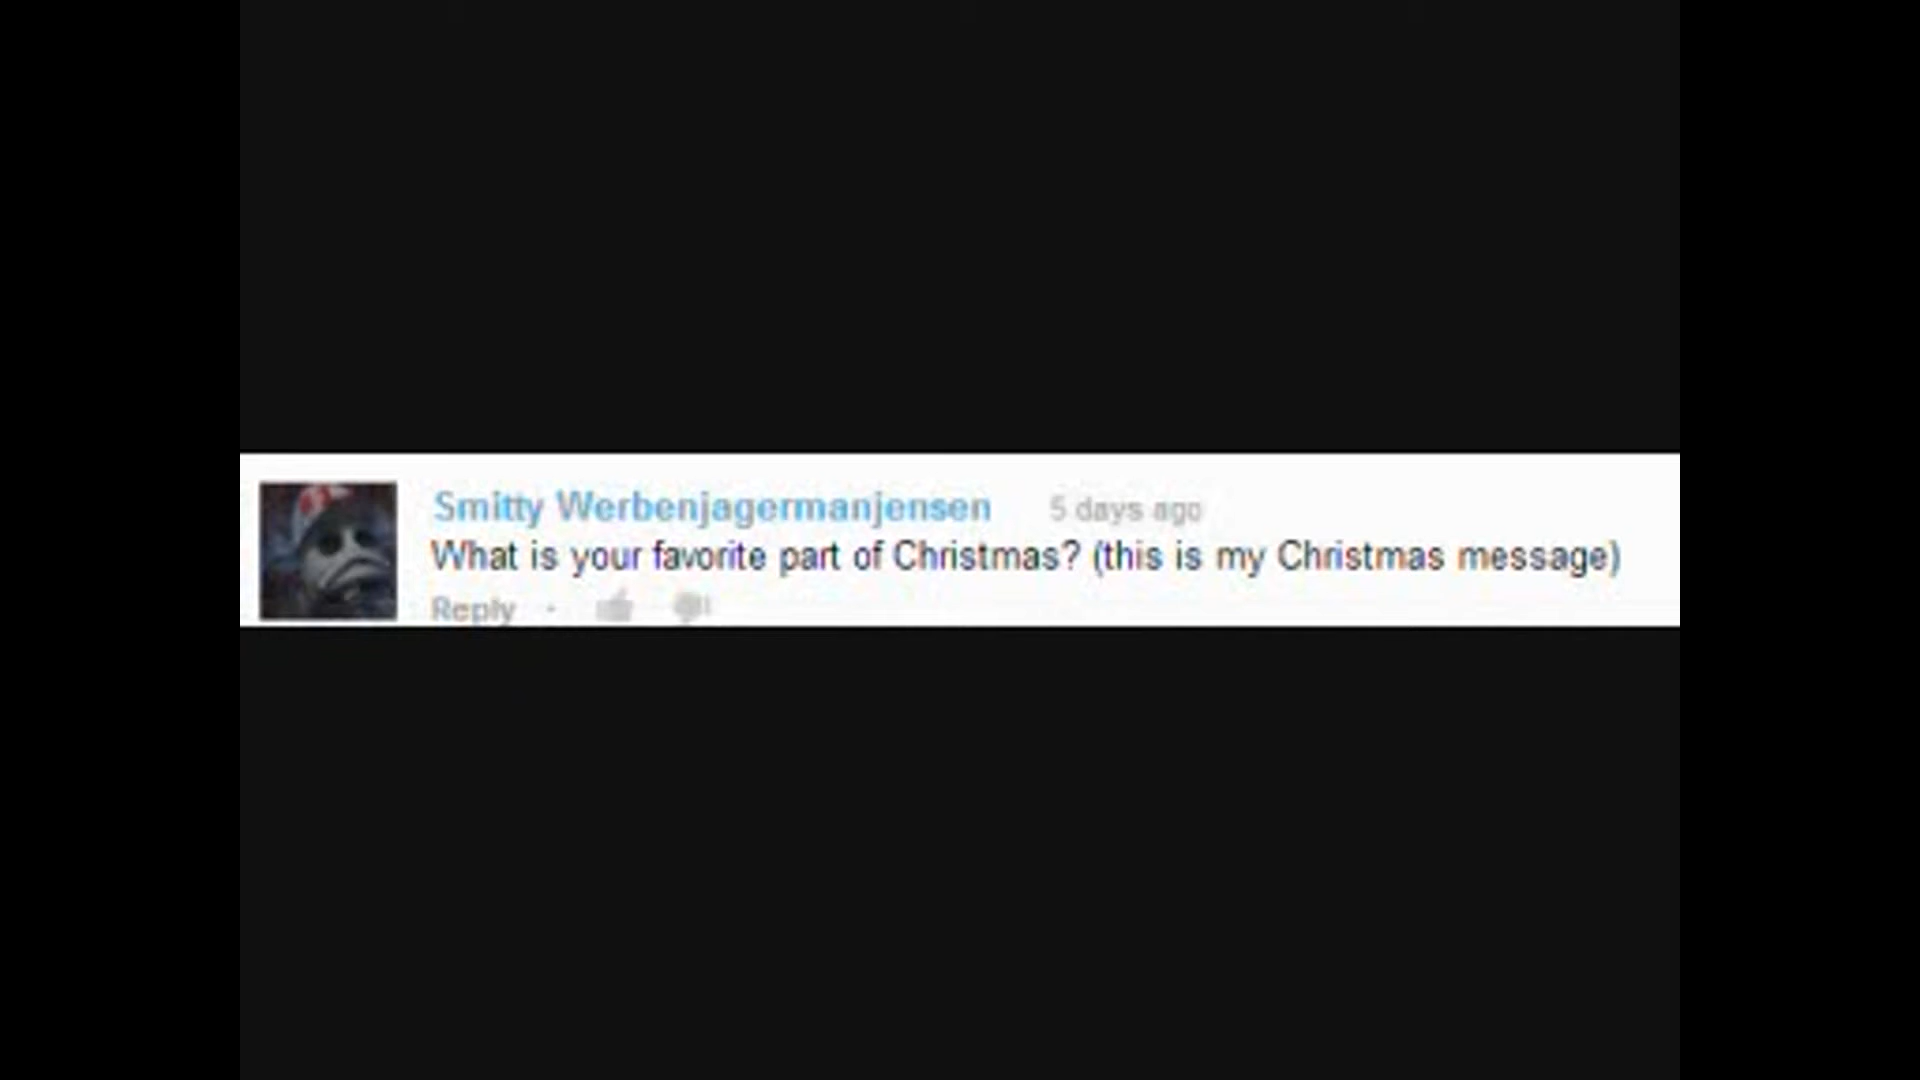 Smitty Werbenjagermanjensen 5 days ago
What is your favorite part of Christmas? (this is my Christmas message)
Reply ·